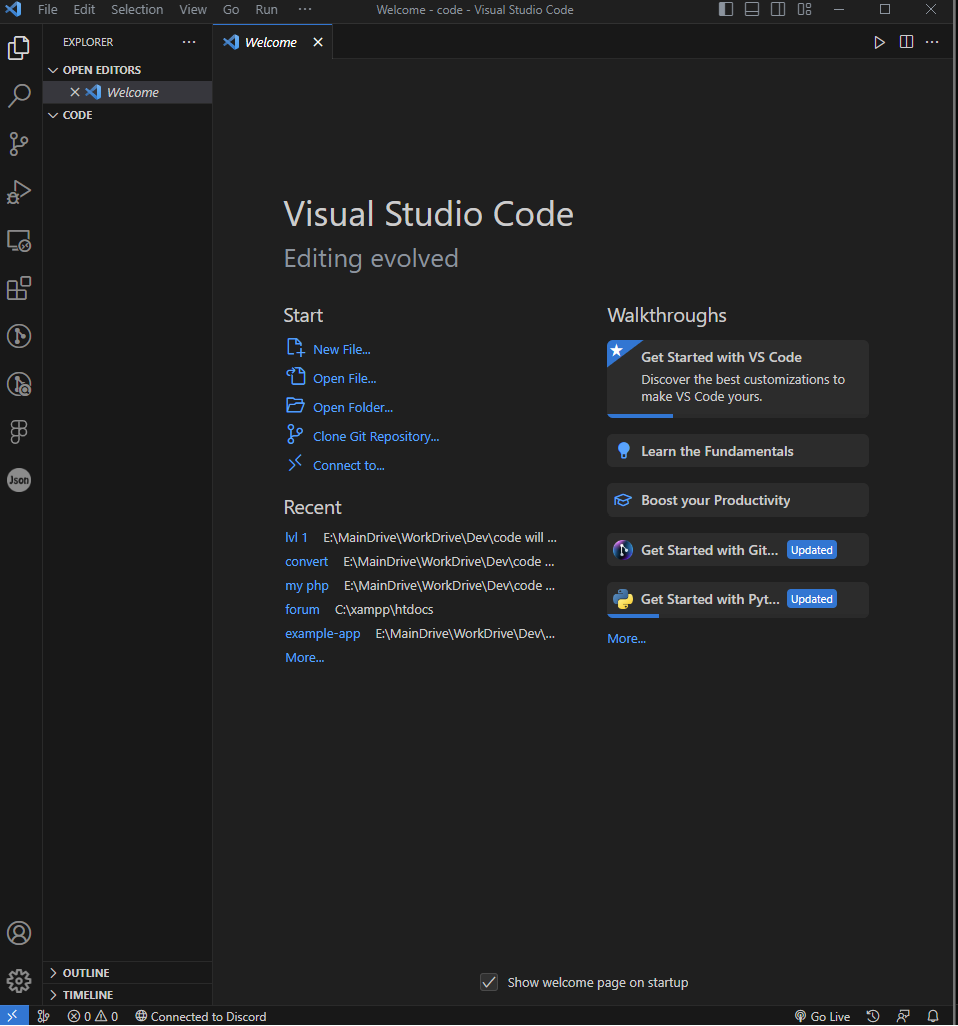 File Edit Selection View Go Run ··· Welcome - code - Visual Studio Code
EXPLORER
Welcome
OPEN EDITORS
Welcome
CODE
Visual Studio Code
Editing evolved
Start
New File...
Open File...
Open Folder...
Clone Git Repository...
Connect to...
Recent
lvl 1 E:\MainDrive\WorkDrive\Dev\code will ...
convert E:\MainDrive\WorkDrive\Dev\code ...
my php E:\MainDrive\WorkDrive\Dev\code ...
forum C:\xampp\htdocs
example-app E:\MainDrive\WorkDrive\Dev\...
More...
Walkthroughs
Get Started with VS Code
Discover the best customizations to
make VS Code yours.
Learn the Fundamentals
Boost your Productivity
Get Started with Git... Updated
Get Started with Pyt... Updated
More...
Json
OUTLINE
TIMELINE
Show welcome page on startup
0 0 Connected to Discord Go Live